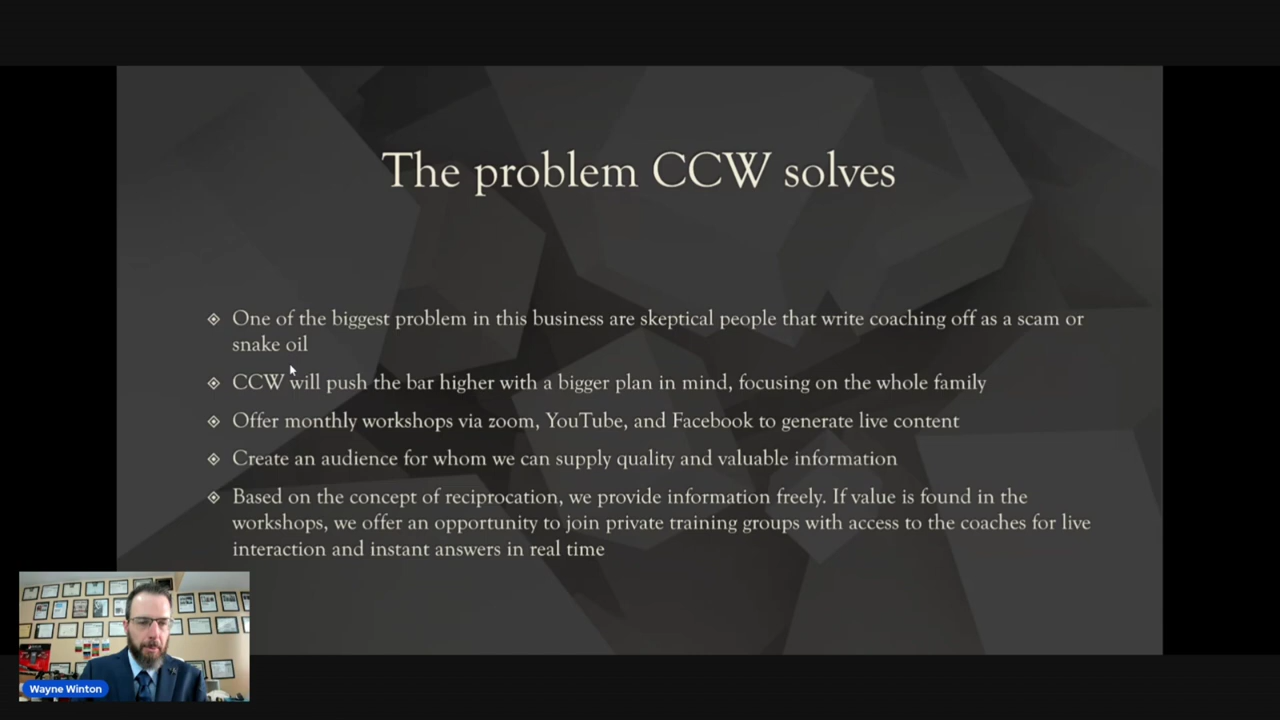 The problem CCW solves
One of the biggest problem in this business are skeptical people that write coaching off as a scam or
snake oil
CCW will push the bar higher with a bigger plan in mind, focusing on the whole family
Offer monthly workshops via zoom, YouTube, and Facebook to generate live content
Create an audience for whom we can supply quality and valuable information
Based on the concept of reciprocation, we provide information freely. If value is found in the
workshops, we offer an opportunity to join private training groups with access to the coaches for live
interaction and instant answers in real time
Wayne Winton